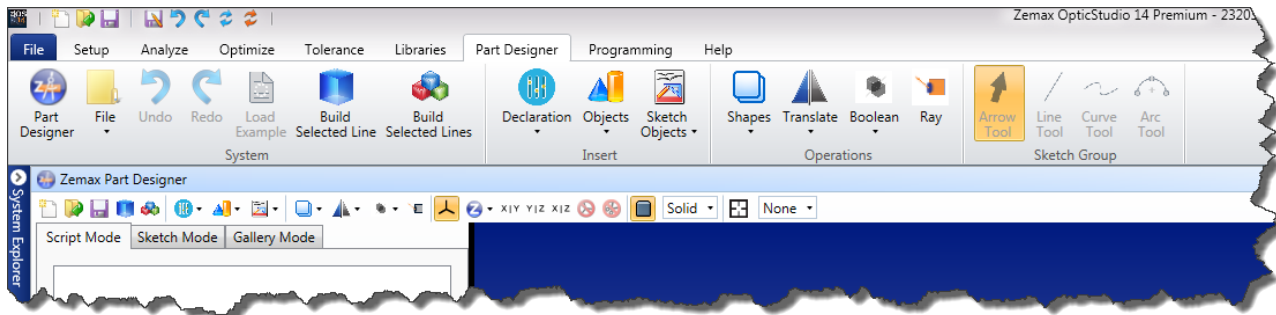 Zemax OpticStudio 14 Premium - 23203
File Setup Analyze Optimize Tolerance Libraries Part Designer Programming Help
Part Designer File Undo Redo Load Example Build Selected Line Build Selected Lines Declaration Objects Sketch Objects Shapes Translate Boolean Ray Arrow Tool Line Tool Curve Tool Arc Tool
System Insert Operations Sketch Group
Zemax Part Designer
X|Y Y|Z X|Z Solid None
Script Mode Sketch Mode Gallery Mode
System Explorer